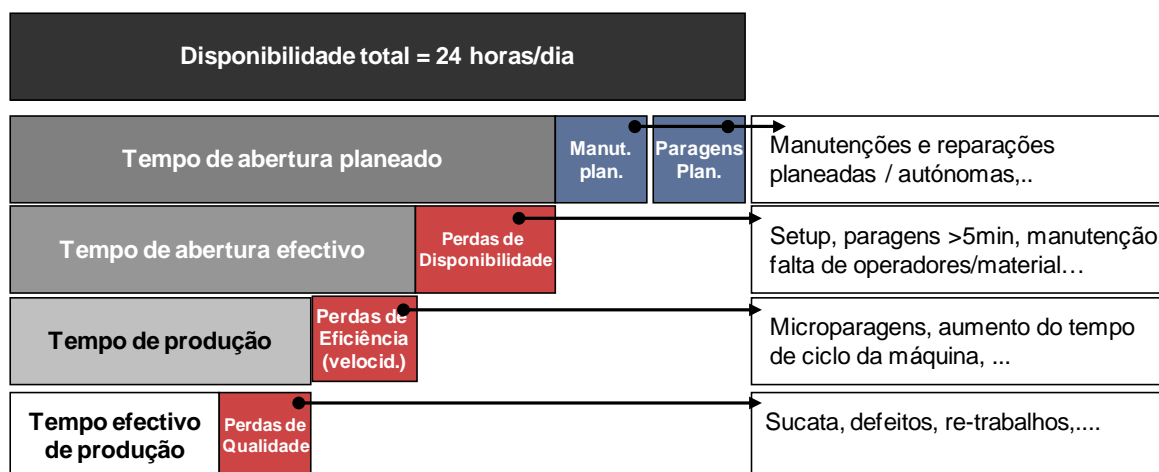 Disponibilidade total = 24 horas/dia
Tempo de abertura planeado
Manut.
plan.
Paragens
Plan.
Manutenções e reparações
planeadas / autónomas,..
Tempo de abertura efectivo
Perdas de
Disponibilidade
Setup, paragens >5min, manutenção,
falta de operadores/material…
Tempo de produção
Perdas de
Eficiência
(velocid.)
Microparagens, aumento do tempo
de ciclo da máquina, ...
Tempo efectivo
de produção
Perdas de
Qualidade
Sucata, defeitos, re-trabalhos,....